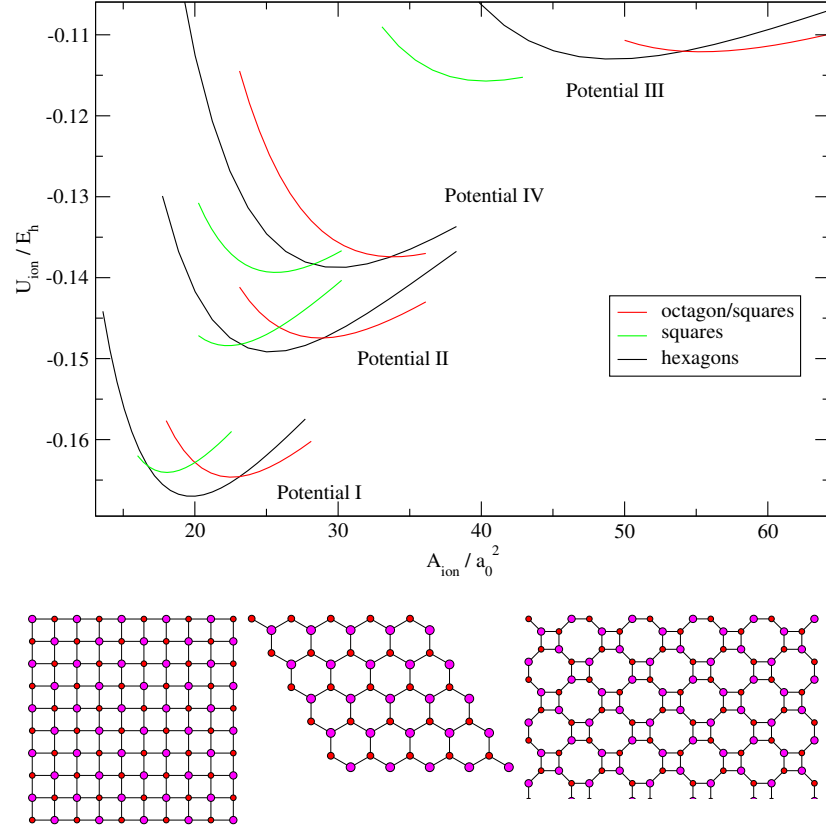 -0.11
-0.12
-0.13
-0.14
-0.15
-0.16
U_ion / E_h
Potential III
Potential IV
Potential II
Potential I
octagon/squares
squares
hexagons
20 30 40 50 60
A_ion / a_0^2